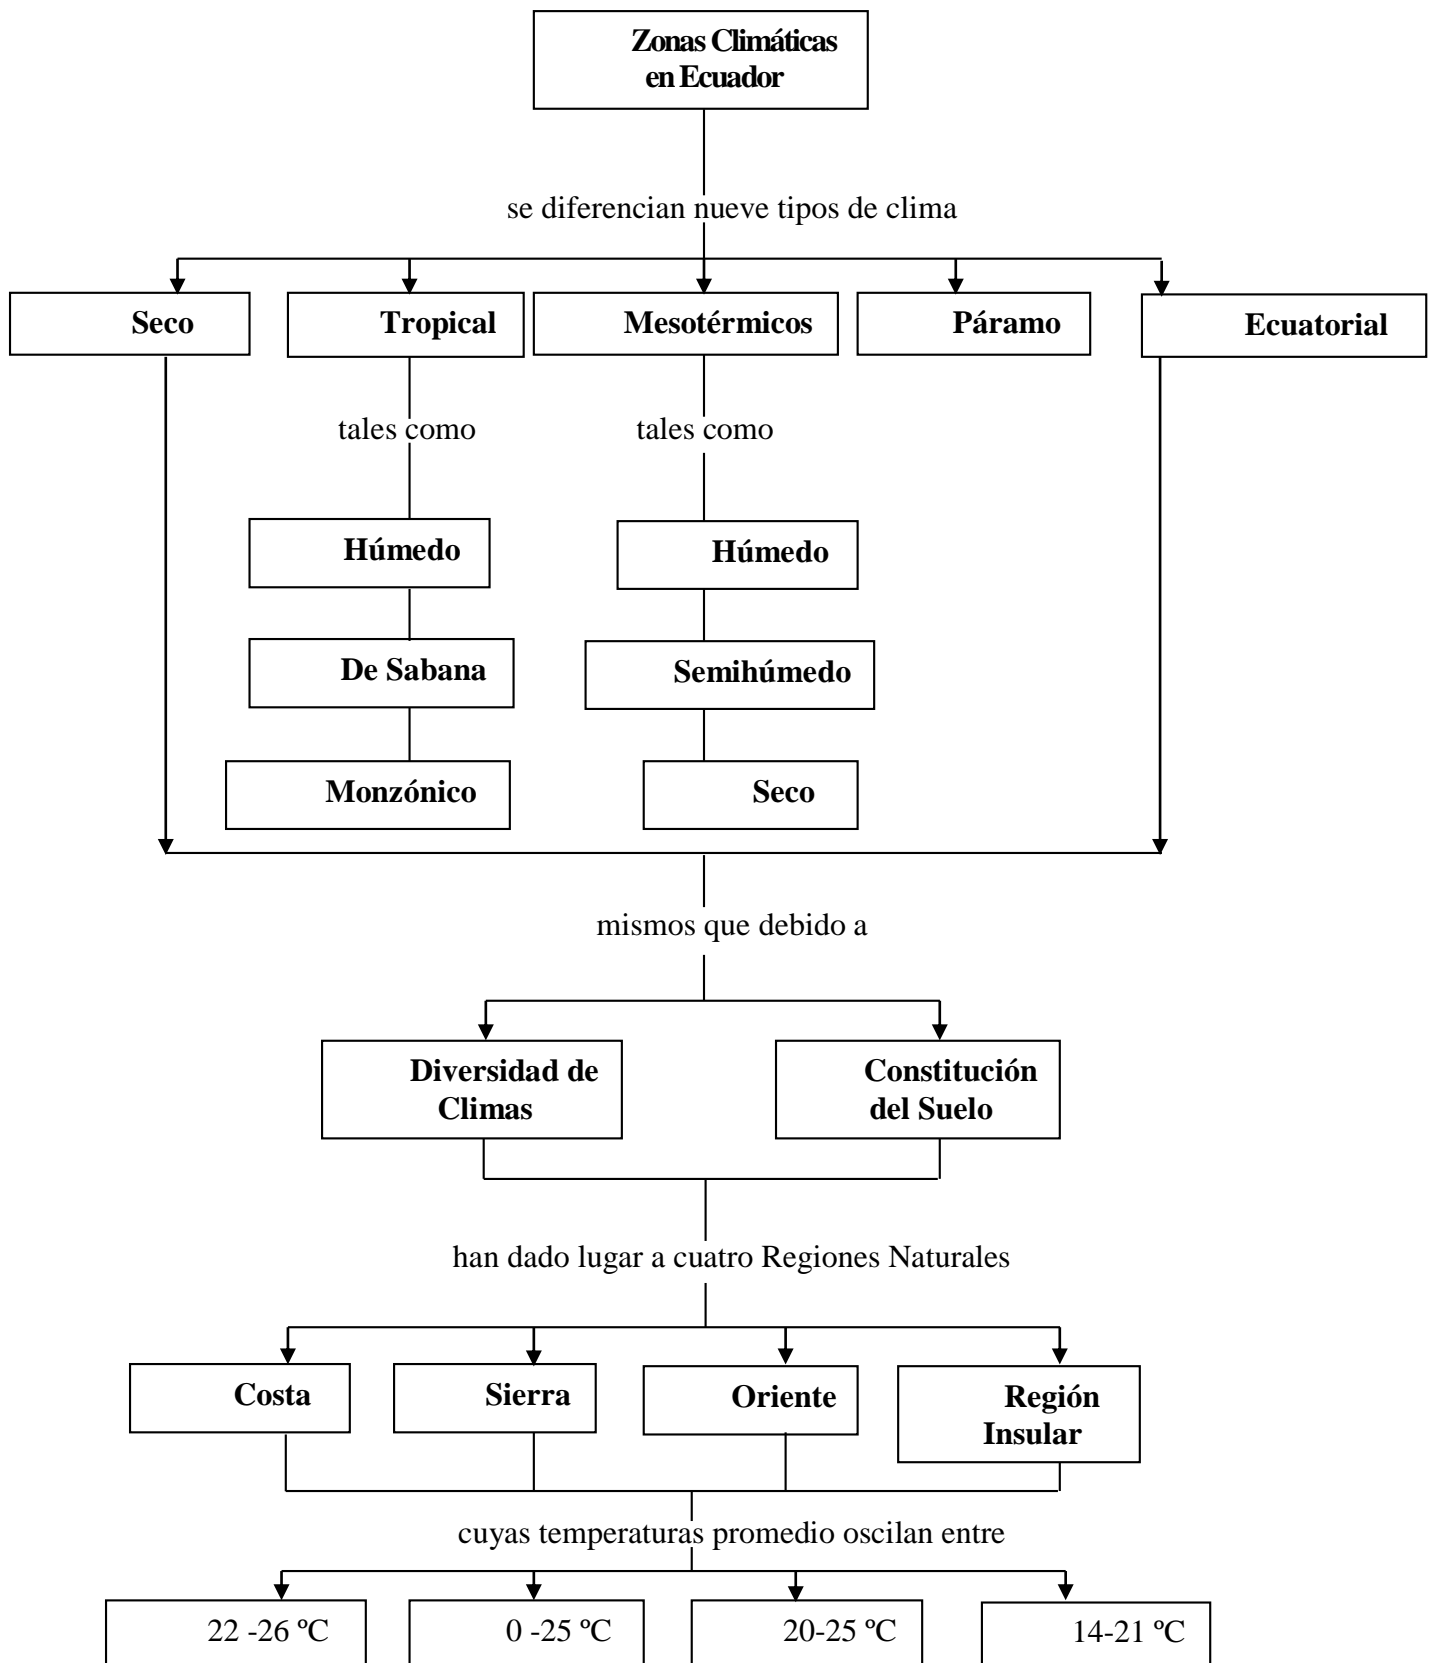 Zonas Climáticas
en Ecuador
se diferencian nueve tipos de clima
Seco
Tropical
Mesotérmicos
Páramo
Ecuatorial
tales como
tales como
Húmedo
Húmedo
De Sabana
Semihúmedo
Monzónico
Seco
mismos que debido a
Diversidad de
Climas
Constitución
del Suelo
han dado lugar a cuatro Regiones Naturales
Costa
Sierra
Oriente
Región
Insular
cuyas temperaturas promedio oscilan entre
22 -26 ºC
0 -25 ºC
20-25 ºC
14-21 ºC